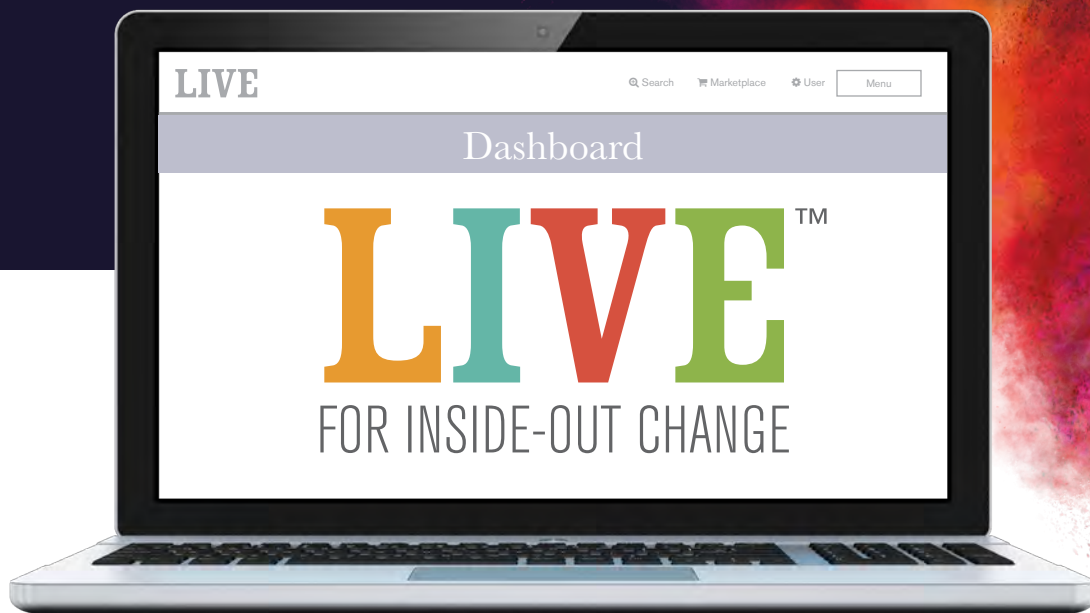 LIVE
Search Marketplace User Menu
Dashboard
LIVE™
FOR INSIDE-OUT CHANGE